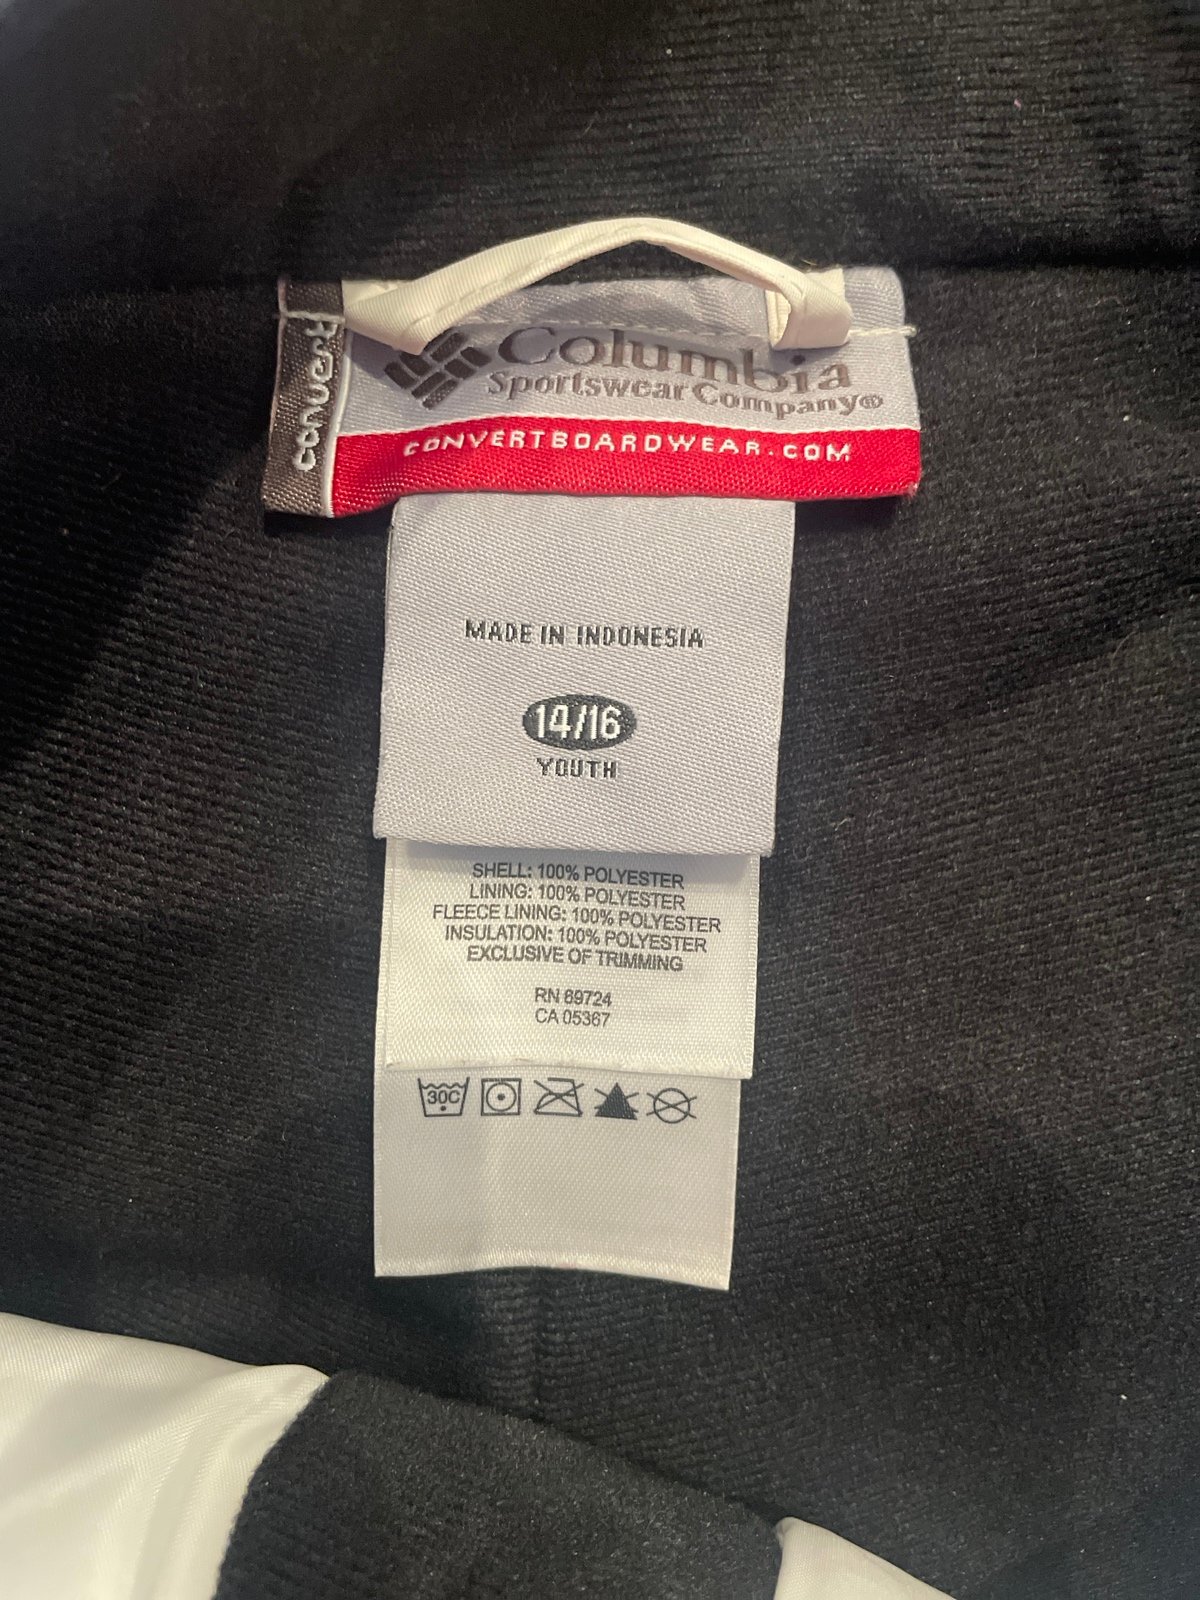 Convert
Columbia
Sportswear Company®
CONVERTBOARDWEAR.COM
MADE IN INDONESIA
14/16
YOUTH
SHELL: 100% POLYESTER
LINING: 100% POLYESTER
FLEECE LINING: 100% POLYESTER
INSULATION: 100% POLYESTER
EXCLUSIVE OF TRIMMING
RN 69724
CA 05367
30C